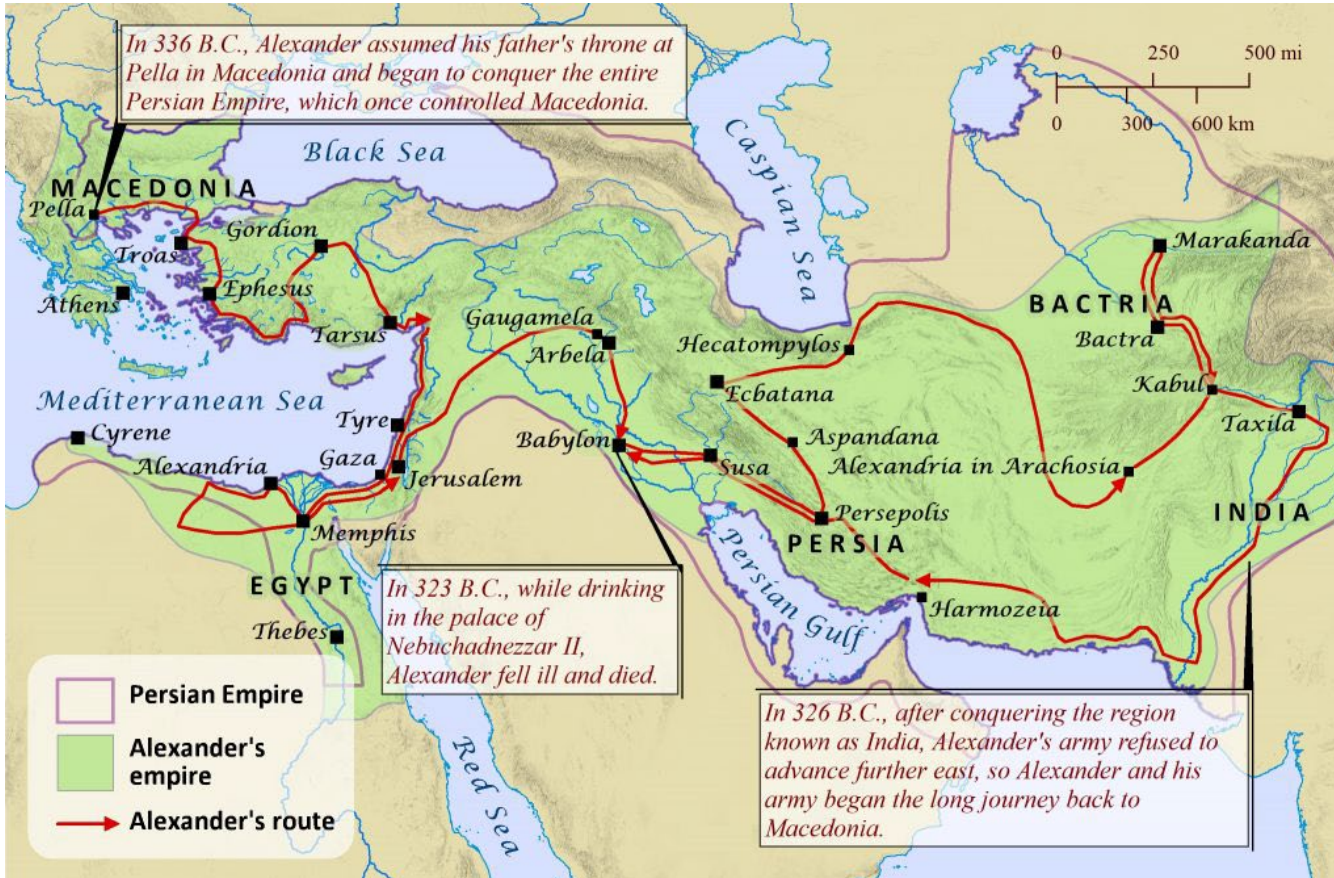 In 336 B.C., Alexander assumed his father's throne at
Pella in Macedonia and began to conquer the entire
Persian Empire, which once controlled Macedonia.
0 250 500 mi
0 300 600 km
Black Sea
Caspian Sea
MACEDONIA
Pella
Troas
Gordion
Athens
Ephesus
Tarsus
Marakanda
BACTRIA
Bactra
Gaugamela
Arbela
Hecatompylos
Ecbatana
Kabul
Taxila
Mediterranean Sea
Cyrene
Tyre
Alexandria
Gaza
Jerusalem
Memphis
Babylon
Susa
Aspandana
Alexandria in Arachosia
Persepolis
PERSIA
INDIA
EGYPT
Thebes
Persian Gulf
Harmozeia
Red Sea
In 323 B.C., while drinking
in the palace of
Nebuchadnezzar II,
Alexander fell ill and died.
In 326 B.C., after conquering the region
known as India, Alexander's army refused to
advance further east, so Alexander and his
army began the long journey back to
Macedonia.
Persian Empire
Alexander's
empire
Alexander's route